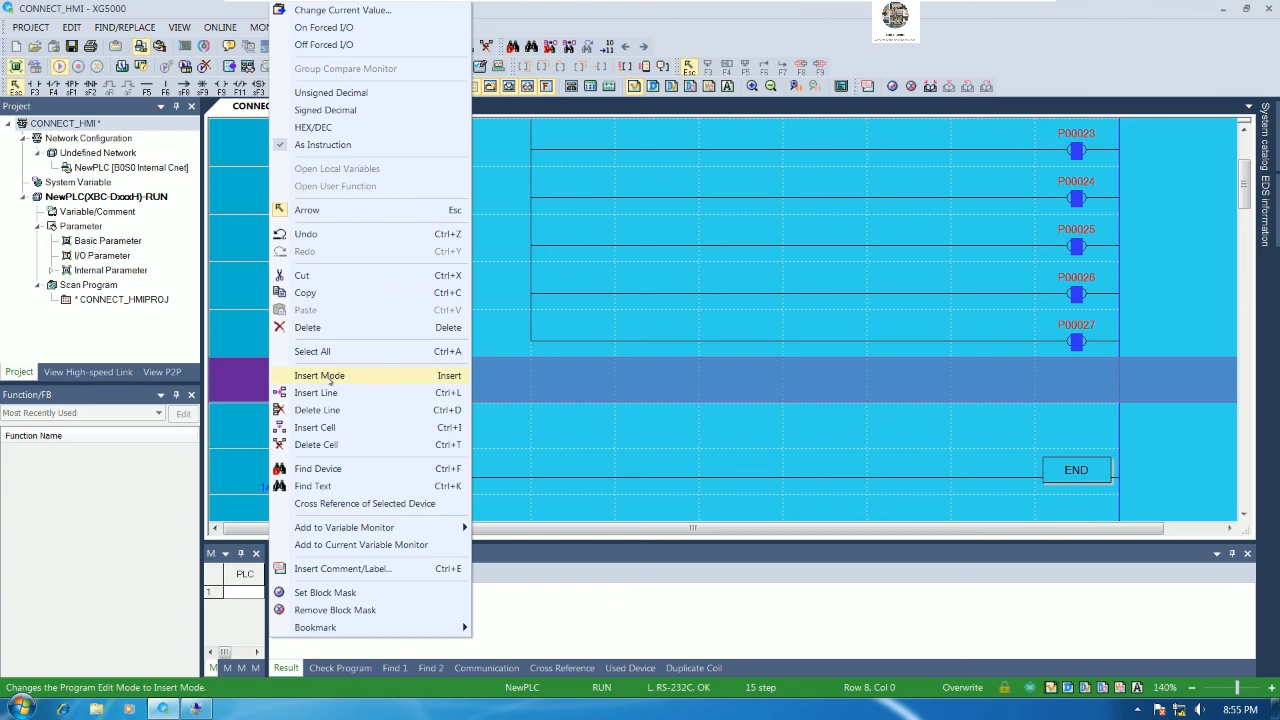 CONNECT_HMI * - XG5000
PROJECT EDIT FIND/REPLACE ONLINE
Project
CONNECT_HMI *
Network Configuration
Undefined Network
NewPLC [B0S0 Internal Cnet]
System Variable
NewPLC(XBC-DxxxH)-RUN
Variable/Comment
Parameter
Basic Parameter
I/O Parameter
Internal Parameter
Scan Program
* CONNECT_HMIPROJ
Project View High-speed Link View P2P
Function/FB
Most Recently Used Edit
Function Name
Change Current Value...
On Forced I/O
Off Forced I/O
Group Compare Monitor
Unsigned Decimal
Signed Decimal
HEX/DEC
As Instruction
Open Local Variables
Open User Function
Arrow Esc
Undo Ctrl+Z
Redo Ctrl+Y
Cut Ctrl+X
Copy Ctrl+C
Paste Ctrl+V
Delete Delete
Select All Ctrl+A
Insert Mode Insert
Insert Line Ctrl+L
Delete Line Ctrl+D
Insert Cell Ctrl+I
Delete Cell Ctrl+T
Find Device Ctrl+F
Find Text Ctrl+K
Cross Reference of Selected Device
Add to Variable Monitor
Add to Current Variable Monitor
Insert Comment/Label... Ctrl+E
Set Block Mask
Remove Block Mask
Bookmark
P00023
P00024
P00025
P00026
P00027
END
System catalog
EDS information
M
PLC
1
M M M M
Result Check Program Find 1 Find 2 Communication Cross Reference Used Device Duplicate Coil
Changes the Program Edit Mode to Insert Mode. NewPLC RUN L, RS-232C, OK 15 step Row 8, Col 0 Overwrite 140%
8:55 PM